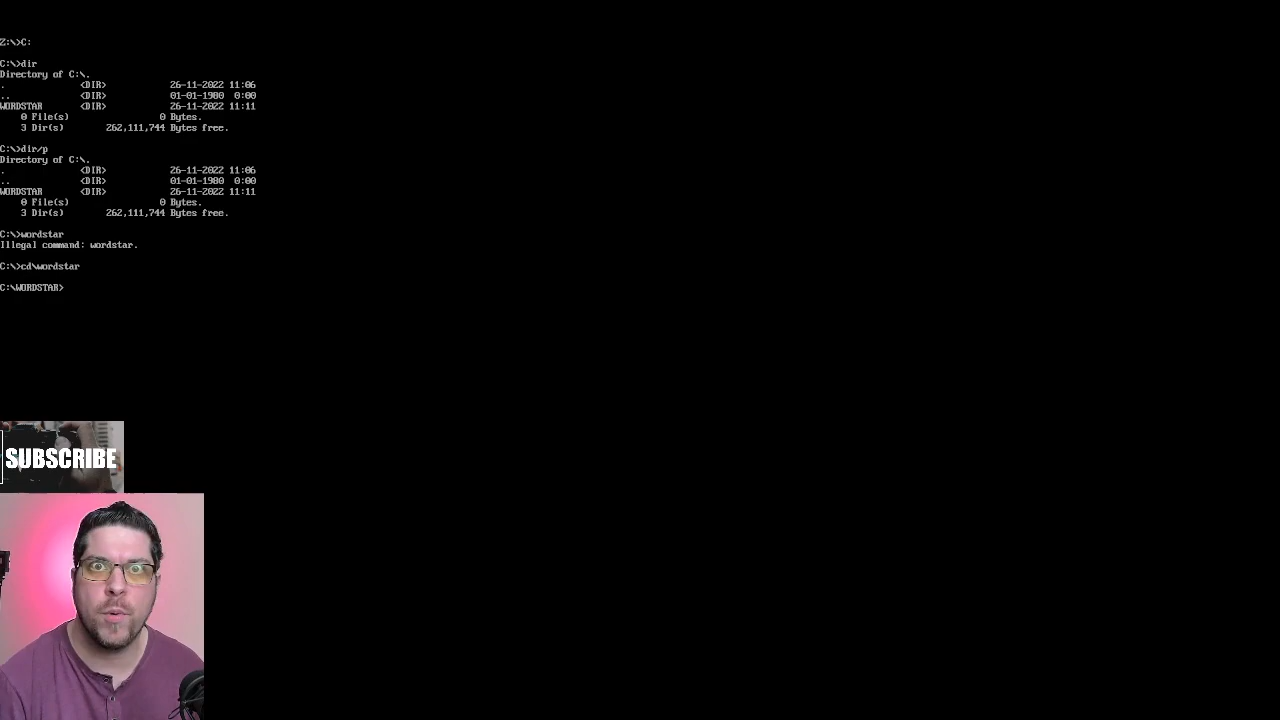 Z:\>C:
C:\>dir
Directory of C:\.
. <DIR> 26-11-2022 11:06
.. <DIR> 01-01-1980 0:00
WORDSTAR <DIR> 26-11-2022 11:11
0 File(s) 0 Bytes.
3 Dir(s) 262,111,744 Bytes free.
C:\>dir/p
Directory of C:\.
. <DIR> 26-11-2022 11:06
.. <DIR> 01-01-1980 0:00
WORDSTAR <DIR> 26-11-2022 11:11
0 File(s) 0 Bytes.
3 Dir(s) 262,111,744 Bytes free.
C:\>wordstar
Illegal command: wordstar.
C:\>cd\wordstar
C:\WORDSTAR>
SUBSCRIBE